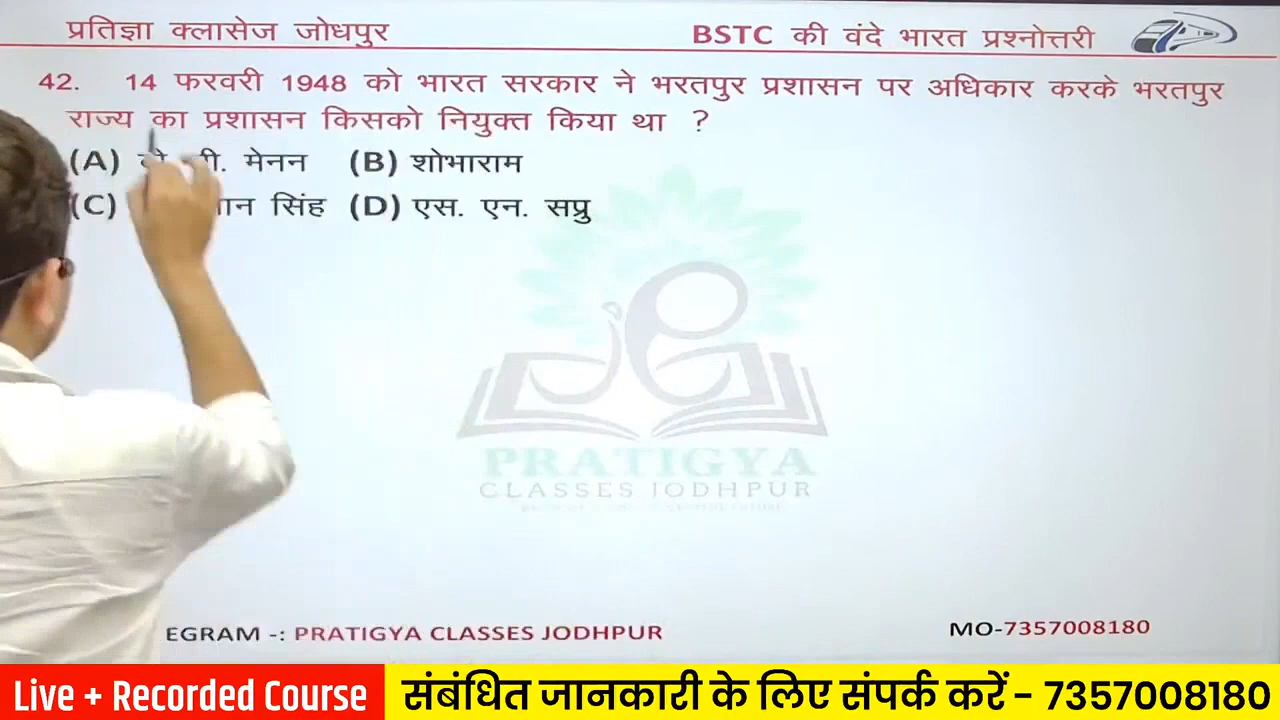 प्रतिज्ञा क्लासेज जोधपुर
BSTC की वंदे भारत प्रश्नोत्तरी
42. 14 फरवरी 1948 को भारत सरकार ने भरतपुर प्रशासन पर अधिकार करके भरतपुर
राज्य का प्रशासन किसको नियुक्त किया था ?
(A) मेनन (B) शोभाराम
(C) सिंह (D) एस. एन. सप्रु
PRATIGYA
CLASSES JODHPUR
EGRAM -: PRATIGYA CLASSES JODHPUR
MO-7357008180
Live + Recorded Course
संबंधित जानकारी के लिए संपर्क करें - 7357008180